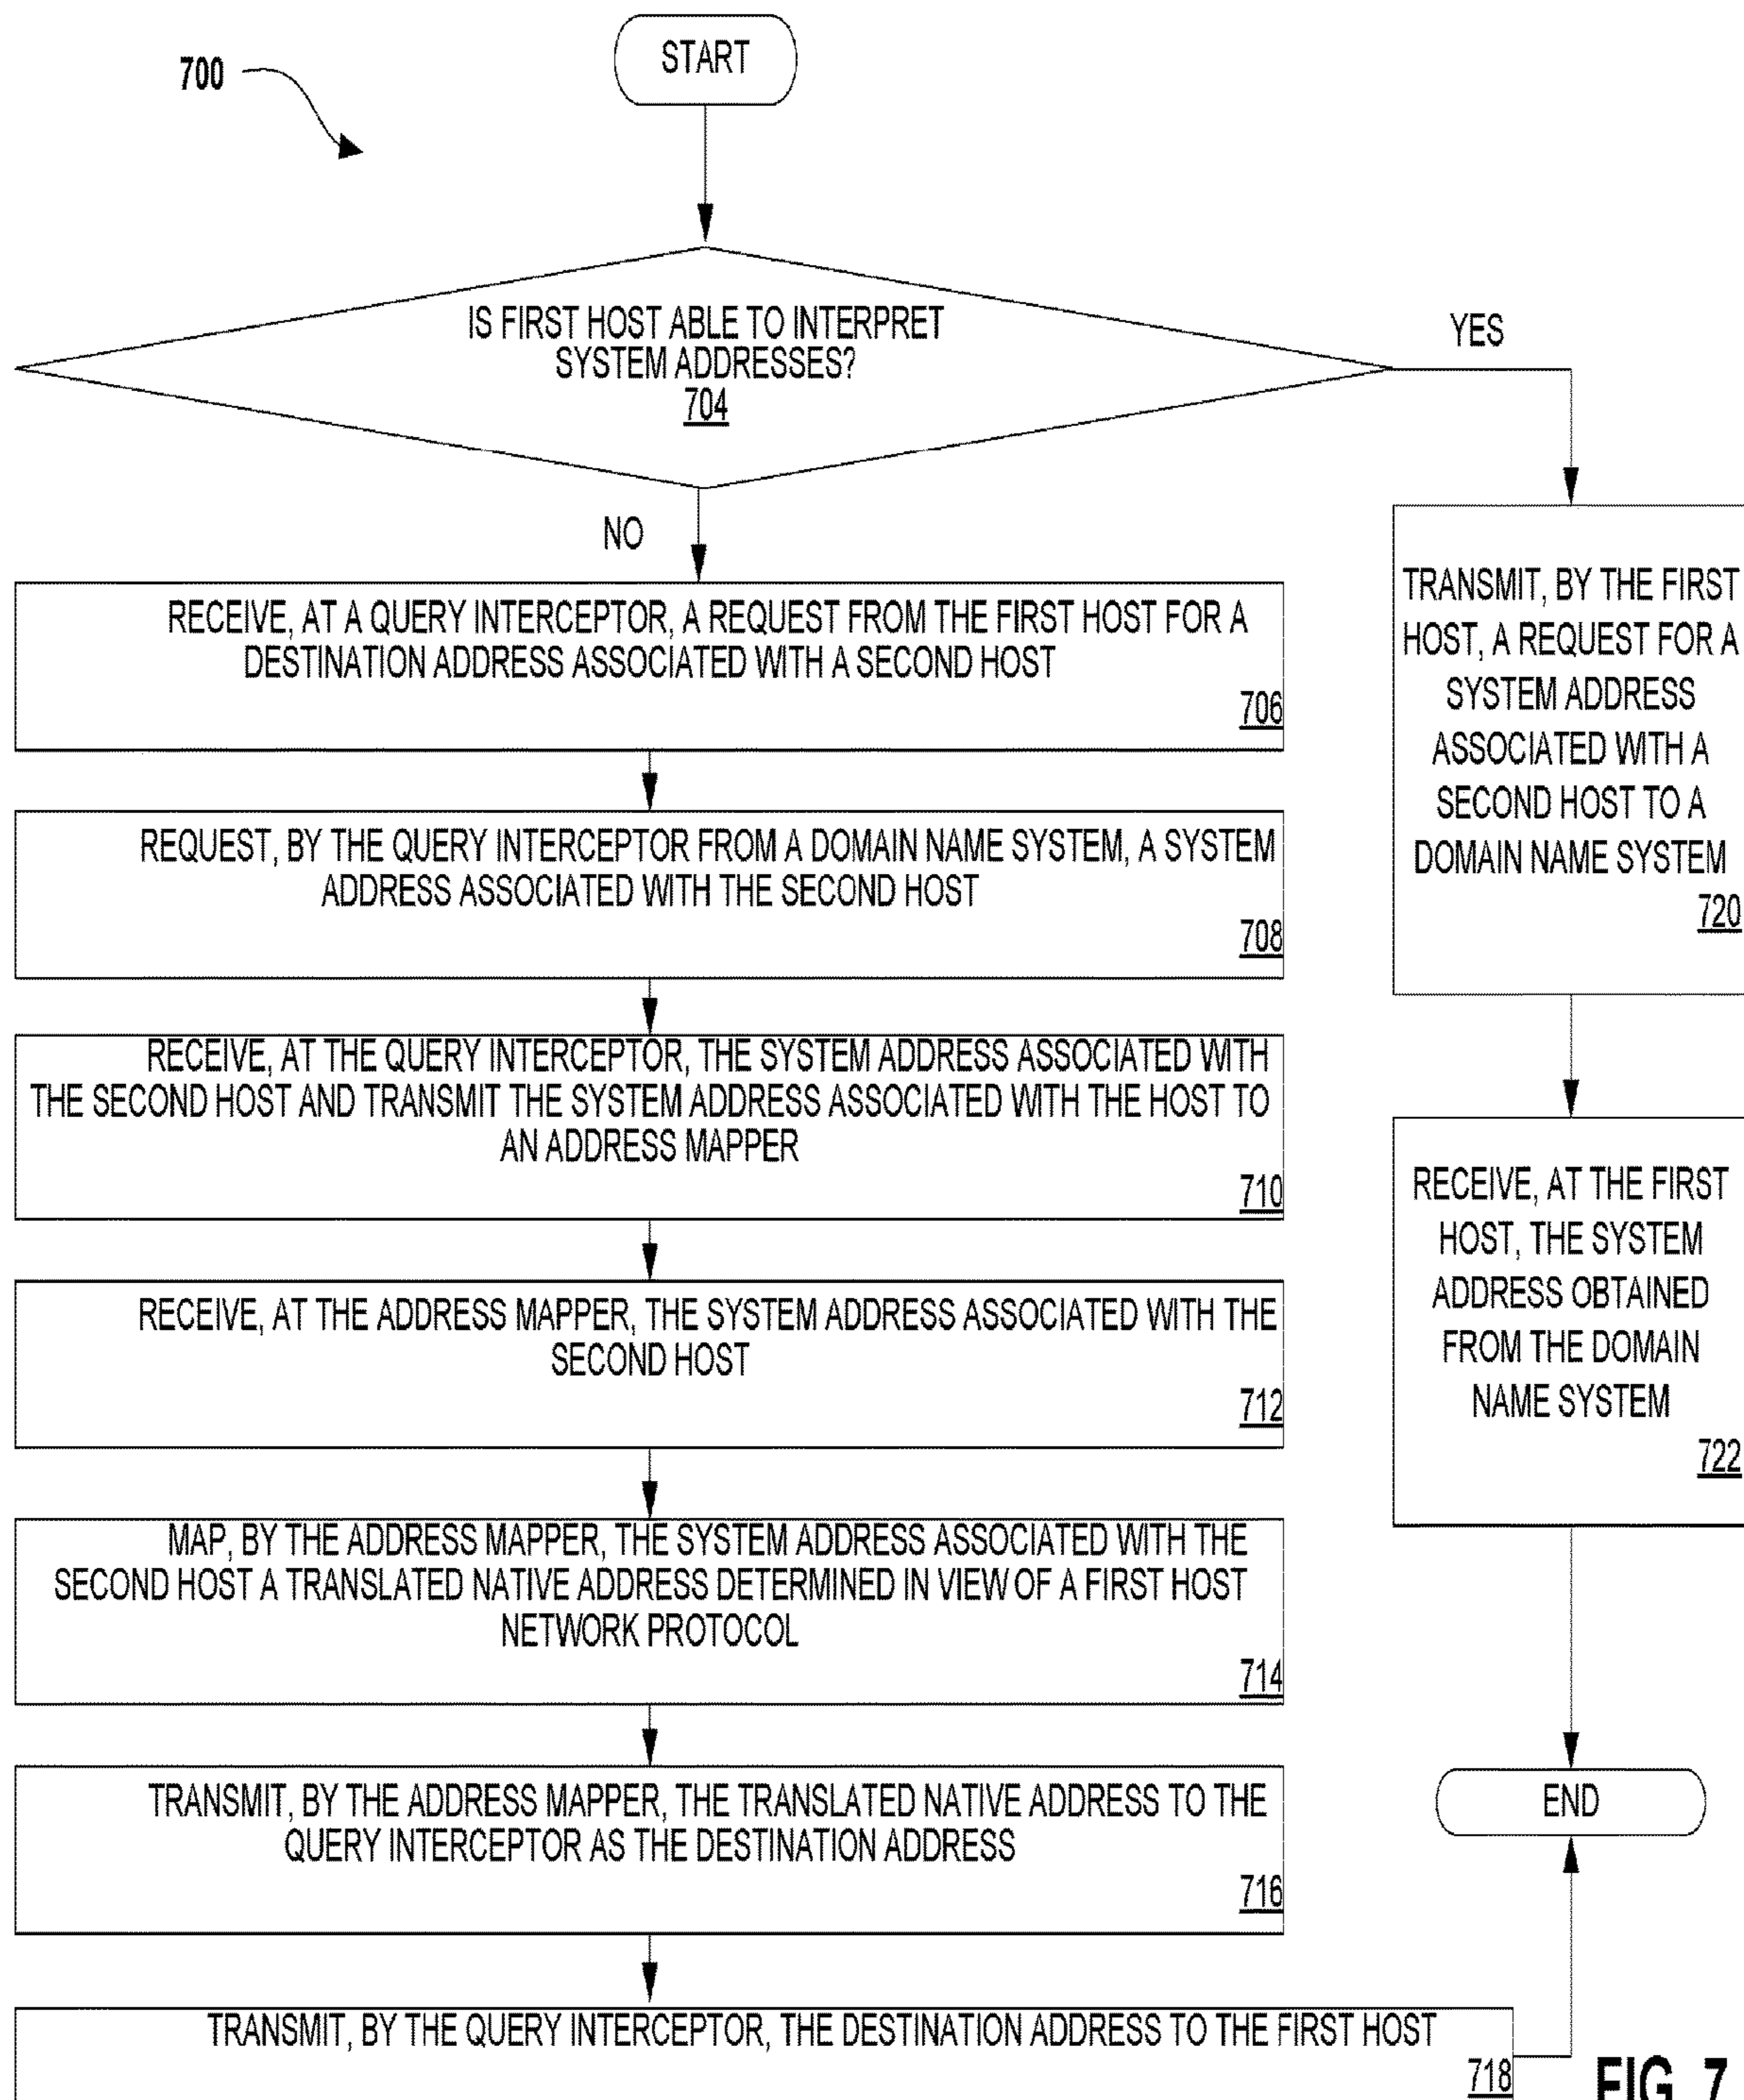 700
START
IS FIRST HOST ABLE TO INTERPRET
SYSTEM ADDRESSES?
704
YES
NO
RECEIVE, AT A QUERY INTERCEPTOR, A REQUEST FROM THE FIRST HOST FOR A
DESTINATION ADDRESS ASSOCIATED WITH A SECOND HOST
706
REQUEST, BY THE QUERY INTERCEPTOR FROM A DOMAIN NAME SYSTEM, A SYSTEM
ADDRESS ASSOCIATED WITH THE SECOND HOST
708
RECEIVE, AT THE QUERY INTERCEPTOR, THE SYSTEM ADDRESS ASSOCIATED WITH
THE SECOND HOST AND TRANSMIT THE SYSTEM ADDRESS ASSOCIATED WITH THE HOST TO
AN ADDRESS MAPPER
710
RECEIVE, AT THE ADDRESS MAPPER, THE SYSTEM ADDRESS ASSOCIATED WITH THE
SECOND HOST
712
MAP, BY THE ADDRESS MAPPER, THE SYSTEM ADDRESS ASSOCIATED WITH THE
SECOND HOST A TRANSLATED NATIVE ADDRESS DETERMINED IN VIEW OF A FIRST HOST
NETWORK PROTOCOL
714
TRANSMIT, BY THE ADDRESS MAPPER, THE TRANSLATED NATIVE ADDRESS TO THE
QUERY INTERCEPTOR AS THE DESTINATION ADDRESS
716
TRANSMIT, BY THE QUERY INTERCEPTOR, THE DESTINATION ADDRESS TO THE FIRST HOST
718
TRANSMIT, BY THE FIRST
HOST, A REQUEST FOR A
SYSTEM ADDRESS
ASSOCIATED WITH A
SECOND HOST TO A
DOMAIN NAME SYSTEM
720
RECEIVE, AT THE FIRST
HOST, THE SYSTEM
ADDRESS OBTAINED
FROM THE DOMAIN
NAME SYSTEM
722
END
FIG. 7